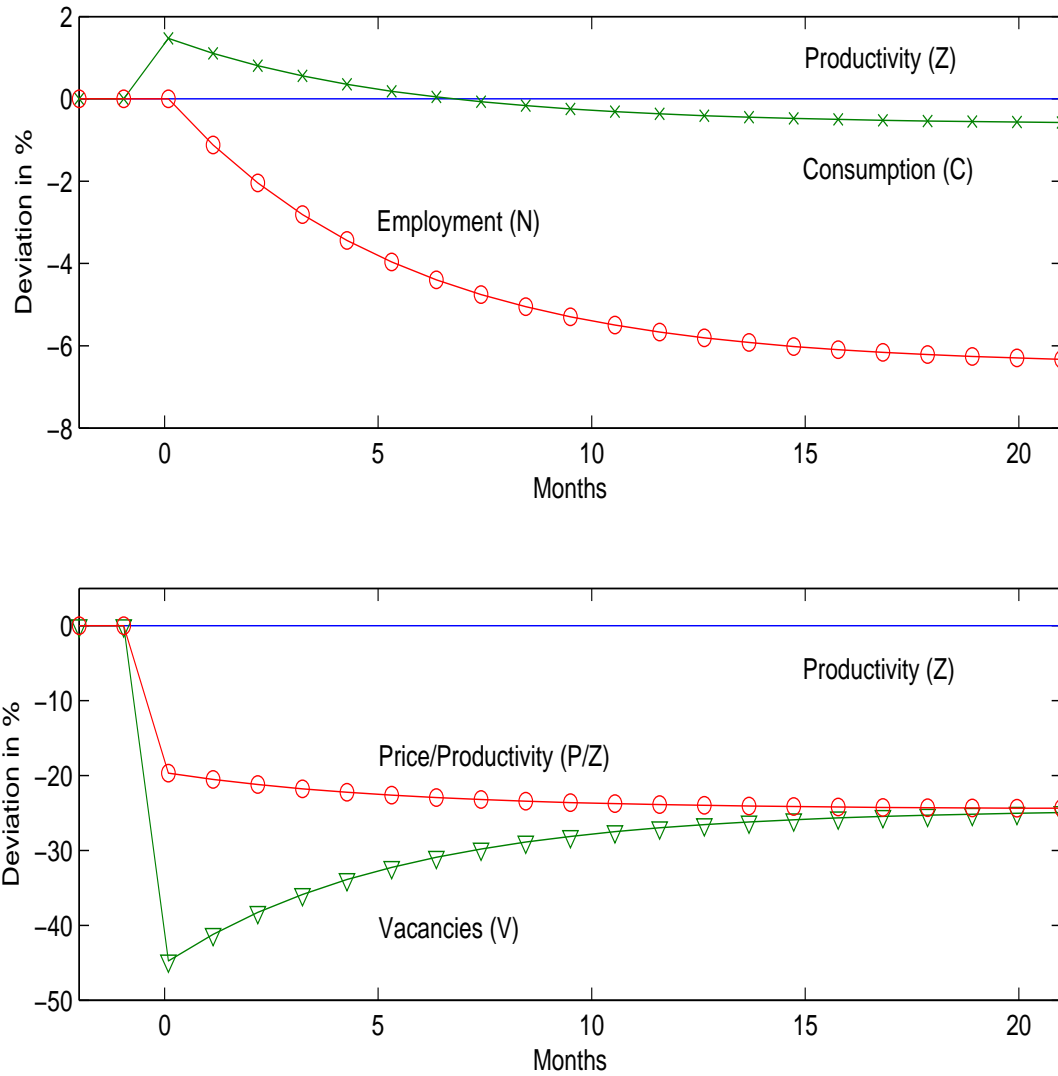 2
0
−2
−4
−6
−8
Deviation in %
Productivity (Z)
Consumption (C)
Employment (N)
0 5 10 15 20
Months
0
−10
−20
−30
−40
−50
Deviation in %
Productivity (Z)
Price/Productivity (P/Z)
Vacancies (V)
0 5 10 15 20
Months